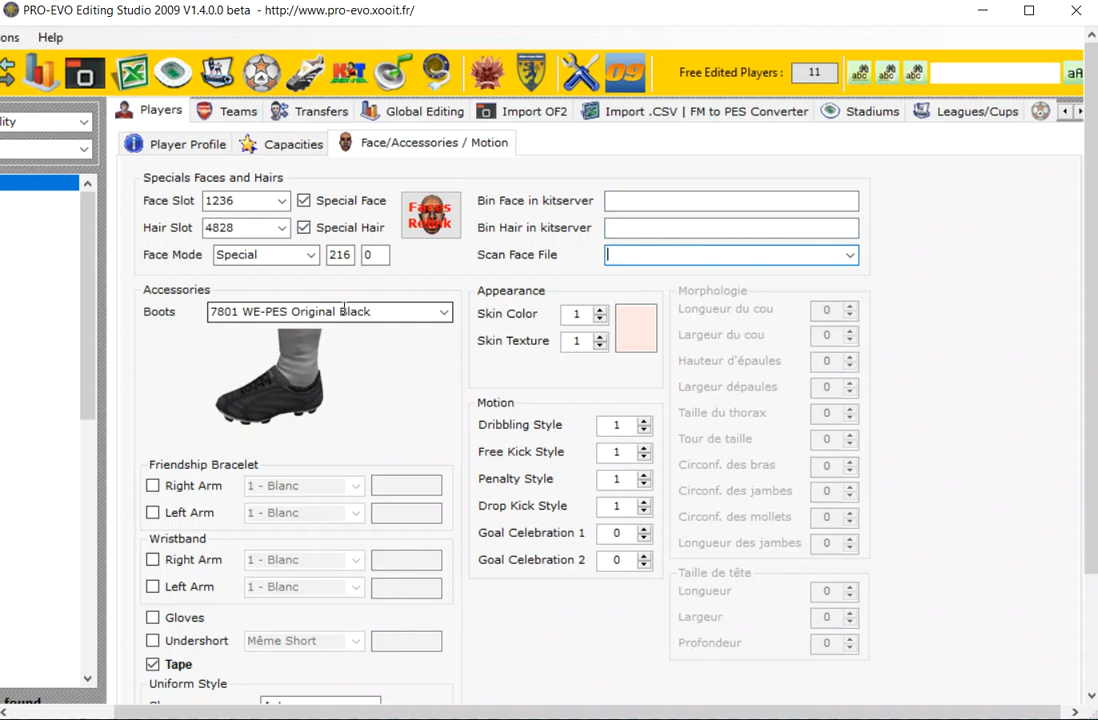 PRO-EVO Editing Studio 2009 V1.4.0.0 beta - http://www.pro-evo.xooit.fr/
ons Help
KIT 09 Free Edited Players : 11 abc abc abc aA
lity Players Teams Transfers Global Editing Import OF2 Import .CSV | FM to PES Converter Stadiums Leagues/Cups
Player Profile Capacities Face/Accessories / Motion
Specials Faces and Hairs
Face Slot 1236 Special Face Faces Relink Bin Face in kitserver
Hair Slot 4828 Special Hair Bin Hair in kitserver
Face Mode Special 216 0 Scan Face File
Accessories
Boots 7801 WE-PES Original Black
Friendship Bracelet
Right Arm 1 - Blanc
Left Arm 1 - Blanc
Wristband
Right Arm 1 - Blanc
Left Arm 1 - Blanc
Gloves
Undershort Même Short
Tape
Uniform Style
Appearance
Skin Color 1
Skin Texture 1
Motion
Dribbling Style 1
Free Kick Style 1
Penalty Style 1
Drop Kick Style 1
Goal Celebration 1 0
Goal Celebration 2 0
Morphologie
Longueur du cou 0
Largeur du cou 0
Hauteur d'épaules 0
Largeur dépaules 0
Taille du thorax 0
Tour de taille 0
Circonf. des bras 0
Circonf. des jambes 0
Circonf. des mollets 0
Longueur des jambes 0
Taille de tête
Longueur 0
Largeur 0
Profondeur 0
found